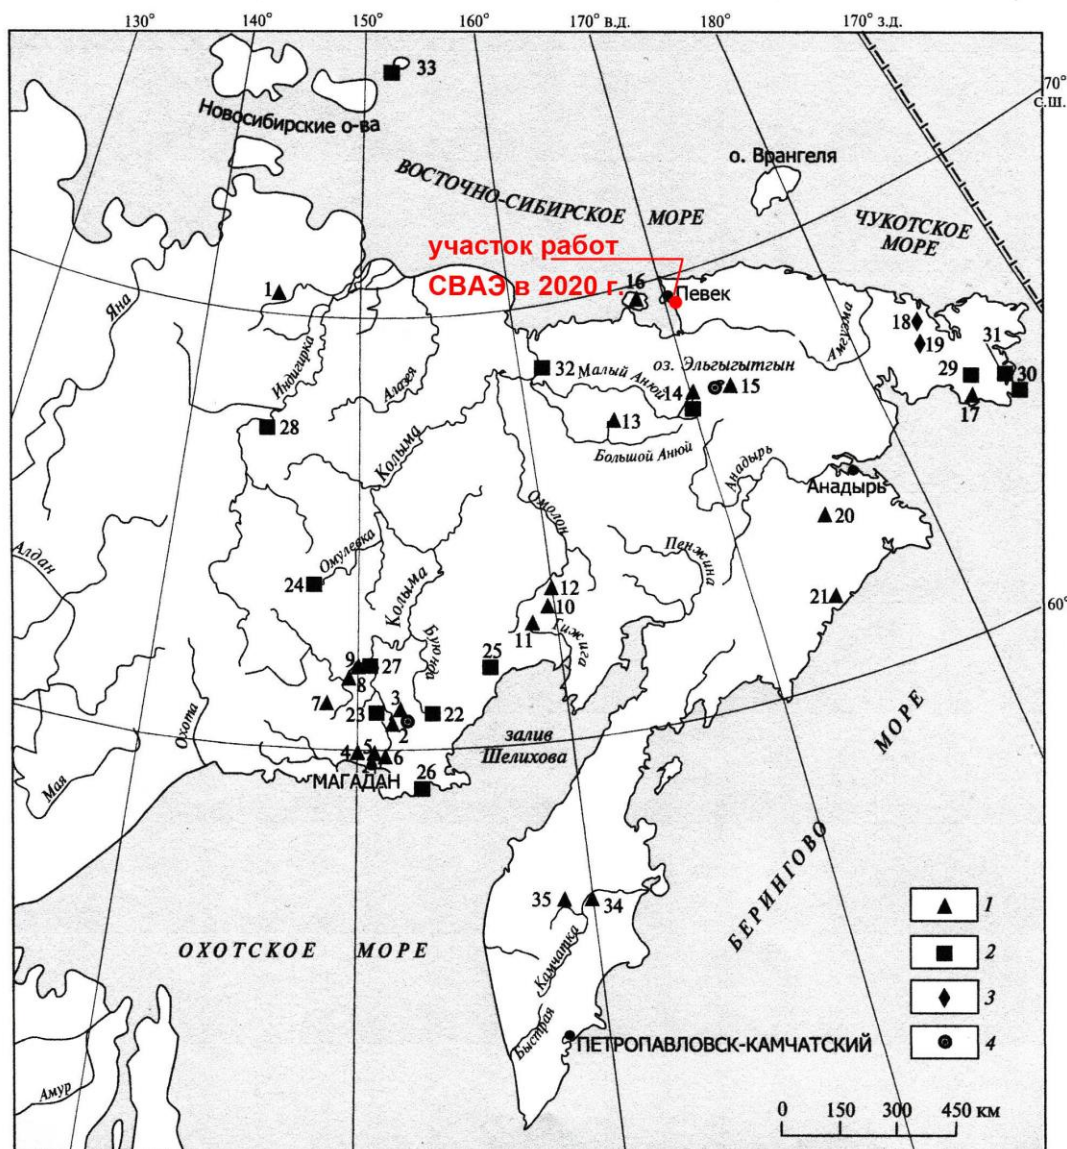 130°
140°
150°
160°
170° в.д.
180°
170° з.д.
70°
с.ш.
33
Новосибирские о-ва
о. Врангеля
ВОСТОЧНО-СИБИРСКОЕ МОРЕ
ЧУКОТСКОЕ
МОРЕ
участок работ
СВАЭ в 2020 г.
16
Певек
1
Яна
Индигирка
Алазея
Амгуэма
18
19
31
29
30
17
32
Малый Анюй
оз. Эльгыгытгын
14
15
13
Большой Анюй
28
Колыма
Омолон
Анадырь
Анадырь
20
Алдан
Омулевка
24
Колыма
Пенжина
12
10
11
Гижига
21
60°
9
27
8
Буюнда
25
7
23
3
22
2
Охота
4
5
6
2
МАГАДАН
26
залив
Шелихова
Мая
БЕРИНГОВО
МОРЕ
35
34
ОХОТСКОЕ МОРЕ
Камчатка
Быстрая
ПЕТРОПАВЛОВСК-КАМЧАТСКИЙ
Амур
1
2
3
4
0 150 300 450 км